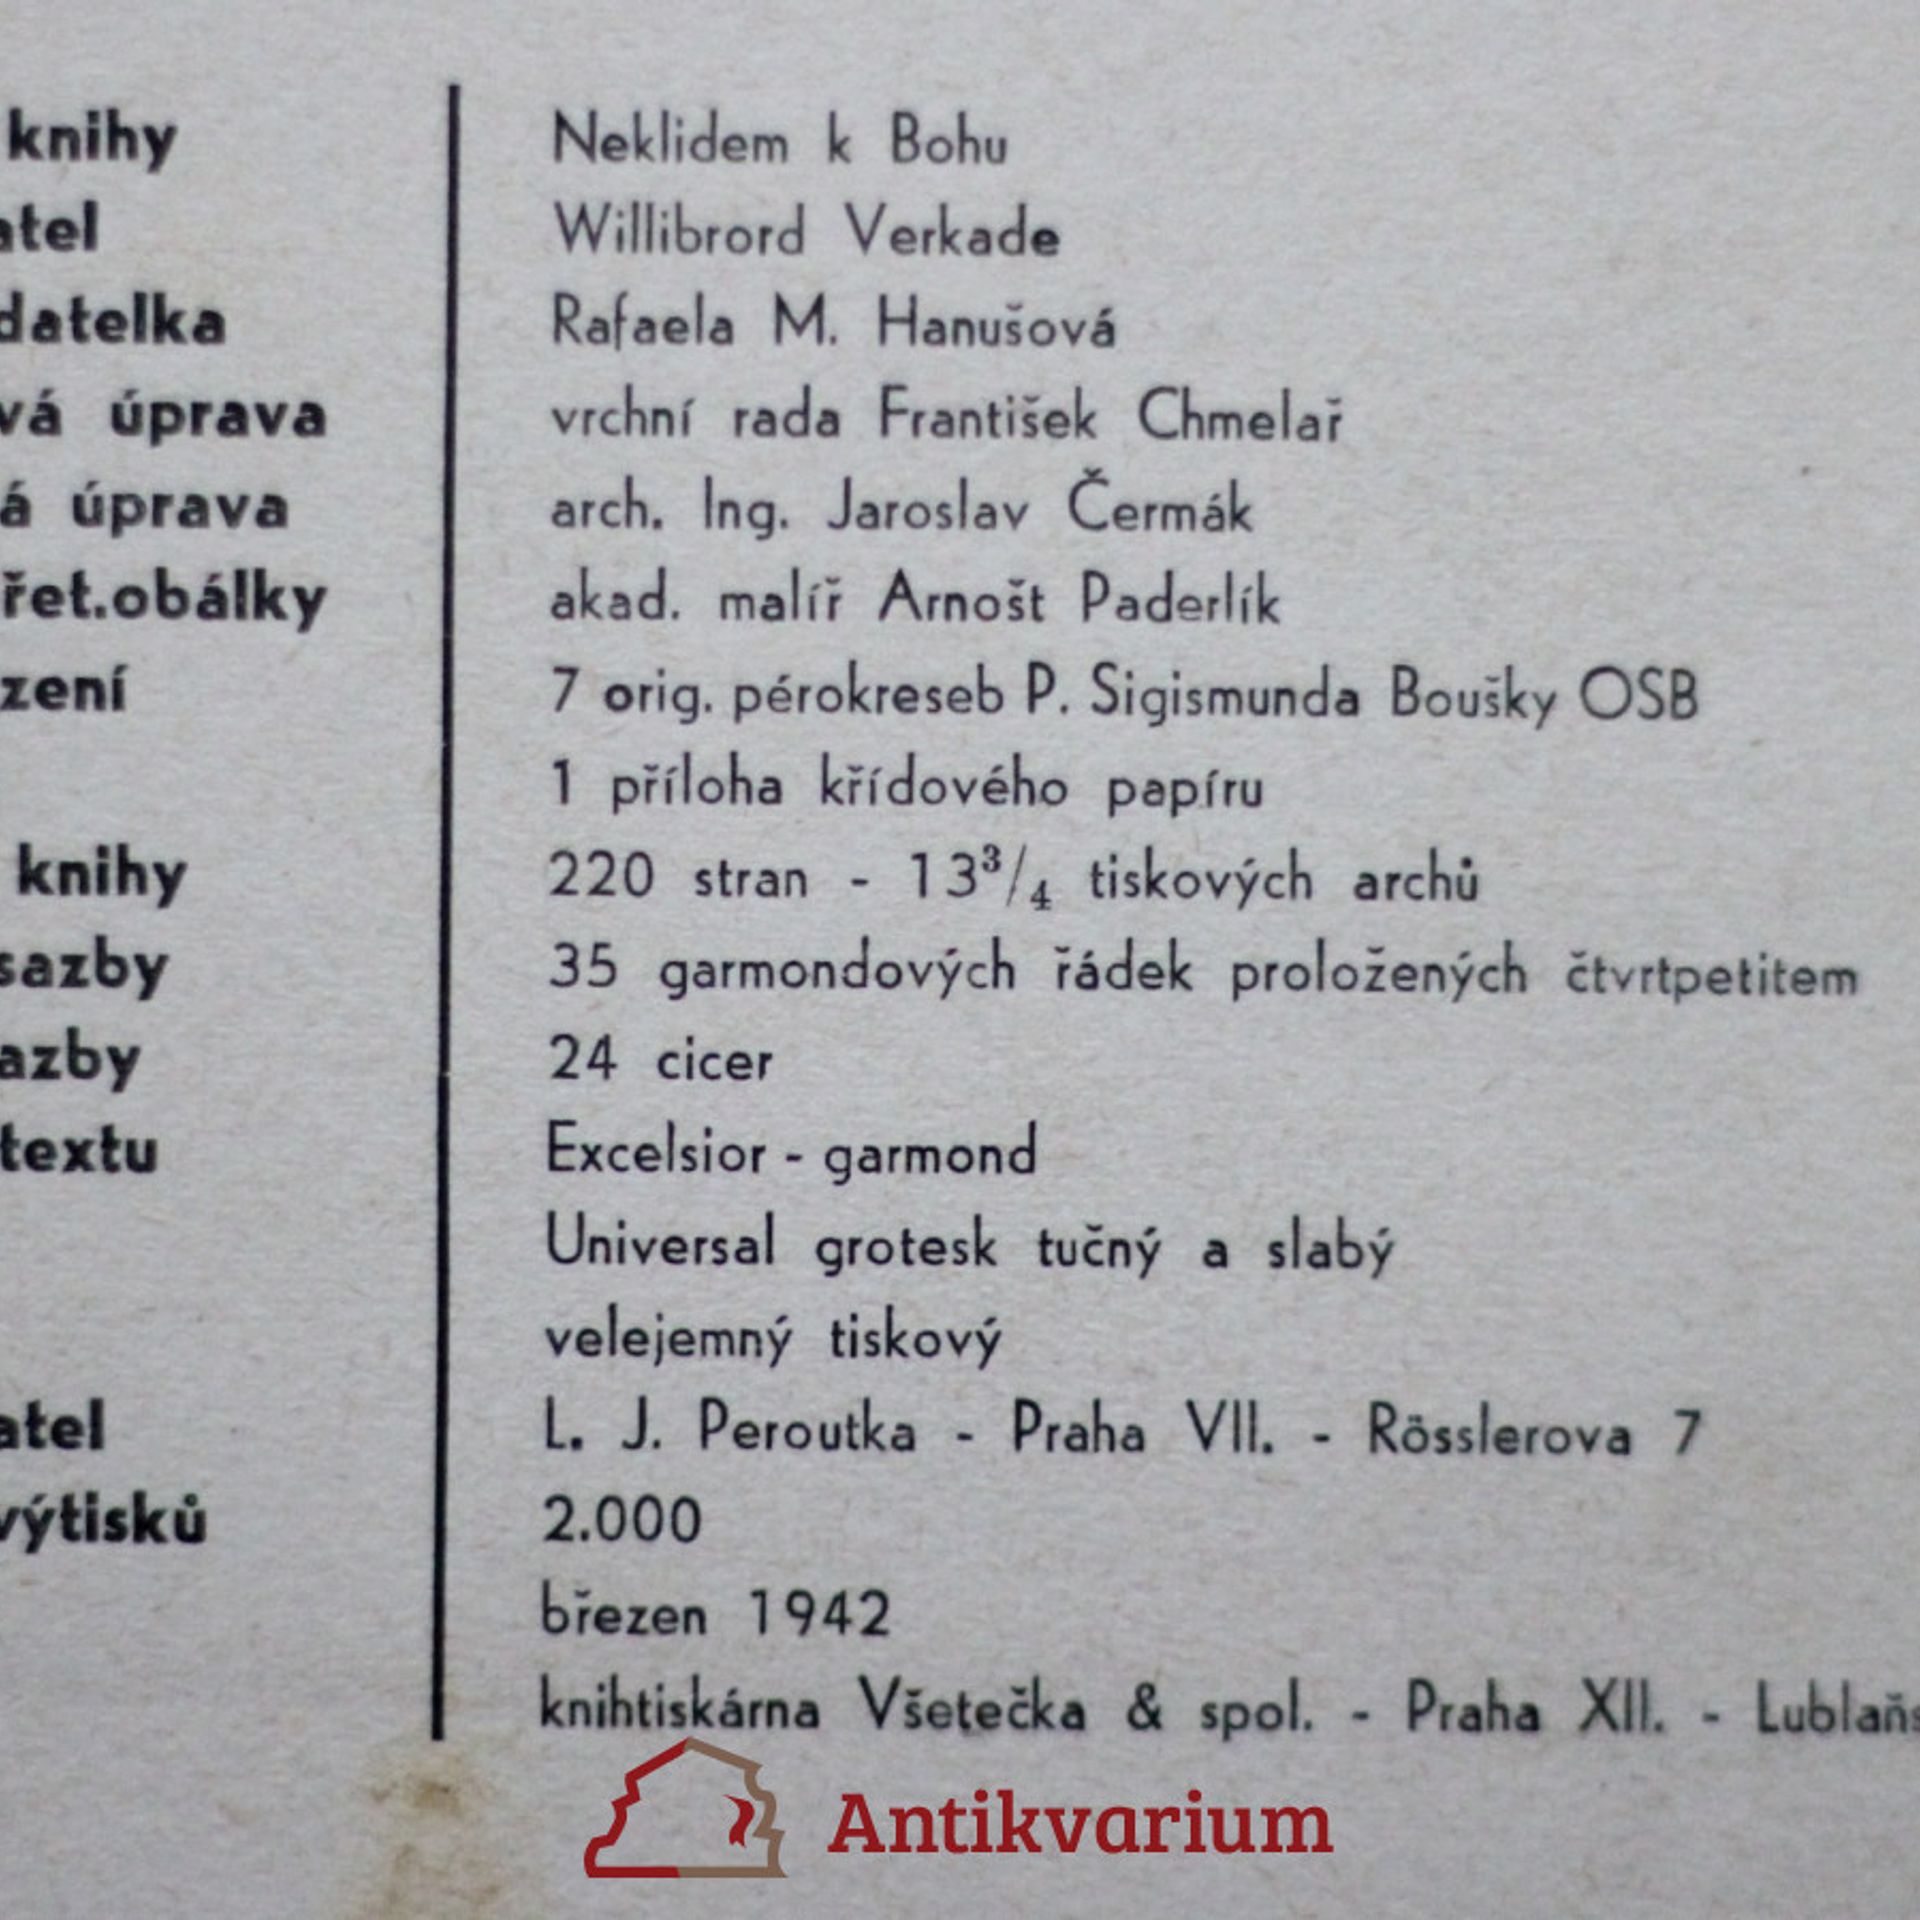 knihy Neklidem k Bohu
atel Willibrord Verkade
datelka Rafaela M. Hanušová
vá úprava vrchní rada František Chmelař
á úprava arch. Ing. Jaroslav Čermák
řet.obálky akad. malíř Arnošt Paderlík
zení 7 orig. pérokreseb P. Sigismunda Boušky OSB
1 příloha křídového papíru
knihy 220 stran - 13³/₄ tiskových archů
sazby 35 garmondových řádek proložených čtvrtpetitem
azby 24 cicer
textu Excelsior - garmond
Universal grotesk tučný a slabý
velejemný tiskový
atel L. J. Peroutka - Praha VII. - Rösslerova 7
výtisků 2.000
březen 1942
knihtiskárna Všetečka & spol. - Praha XII. - Lublaňs
Antikvarium